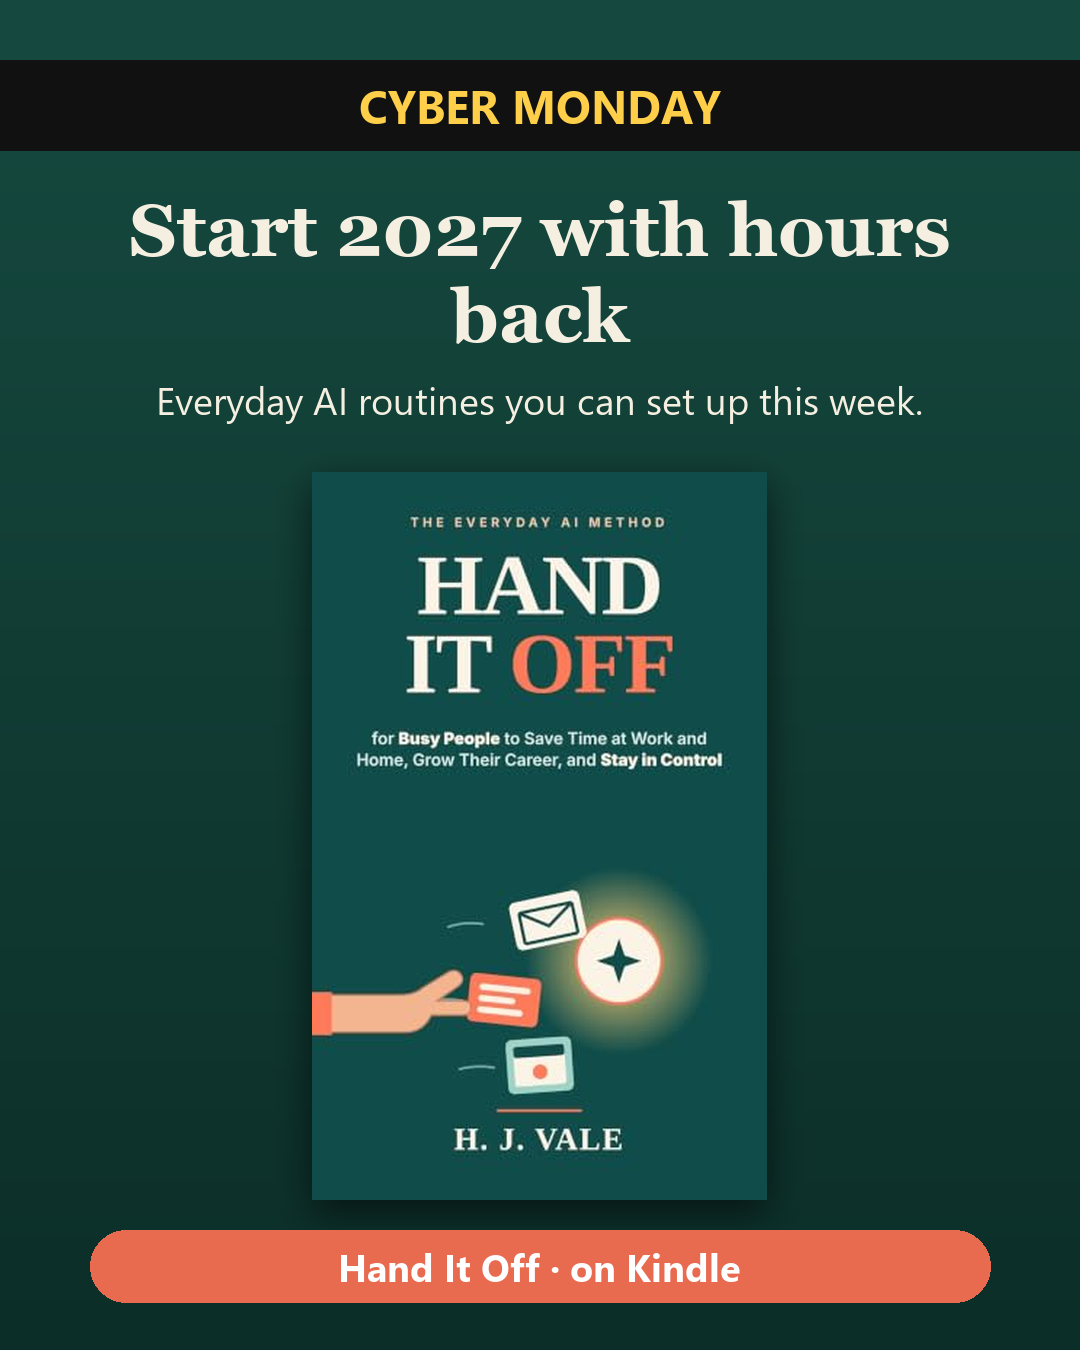 CYBER MONDAY
Start 2027 with hours
back
Everyday AI routines you can set up this week.
THE EVERYDAY AI METHOD
HAND
IT OFF
for Busy People to Save Time at Work and
Home, Grow Their Career, and Stay in Control
H. J. VALE
Hand It Off · on Kindle